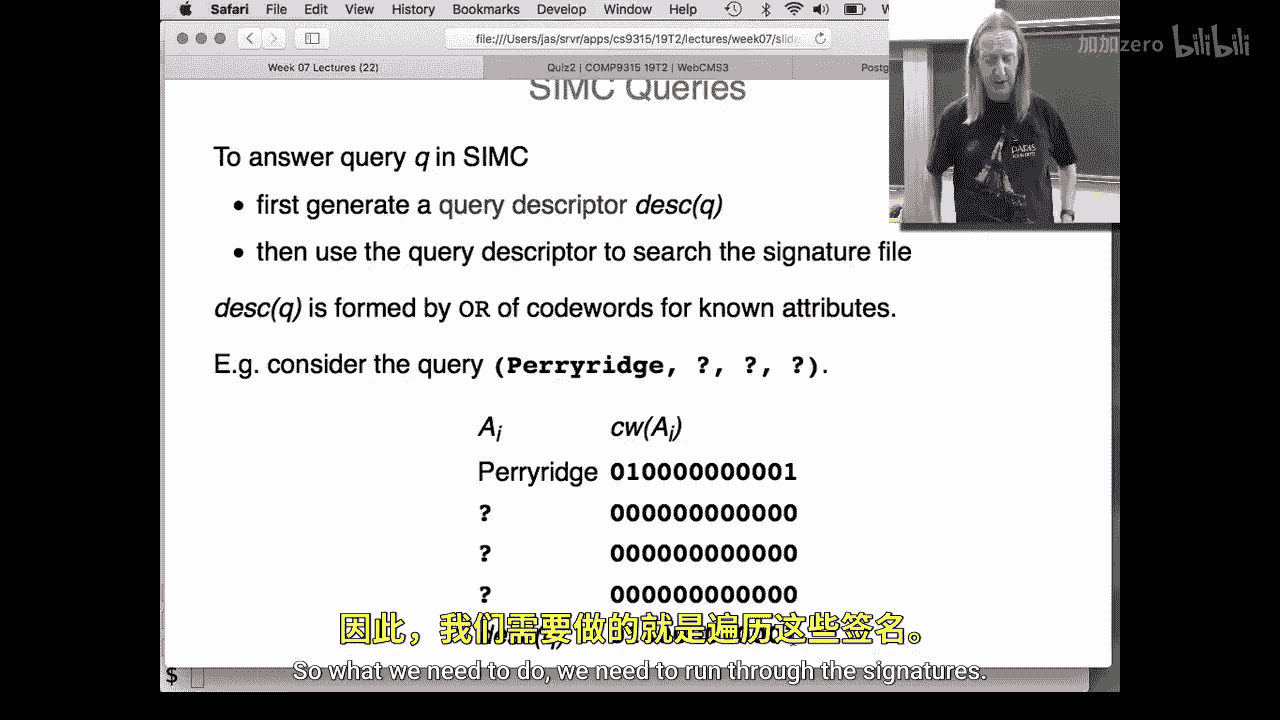 Safari File Edit View History Bookmarks Develop Window Help
file:///Users/jas/srvr/apps/cs9315/19T2/lectures/week07/slide
加加zero bilibili
Week 07 Lectures (22)
Quiz2 | COMP9315 19T2 | WebCMS3
Postg
SIMC Queries
PARIS
To answer query q in SIMC
• first generate a query descriptor desc(q)
• then use the query descriptor to search the signature file
desc(q) is formed by OR of codewords for known attributes.
E.g. consider the query (Perryridge, ?, ?, ?).
Ai cw(Ai)
Perryridge 010000000001
? 000000000000
? 000000000000
? 000000000000
因此，我们需要做的就是遍历这些签名。
So what we need to do, we need to run through the signatures.
$